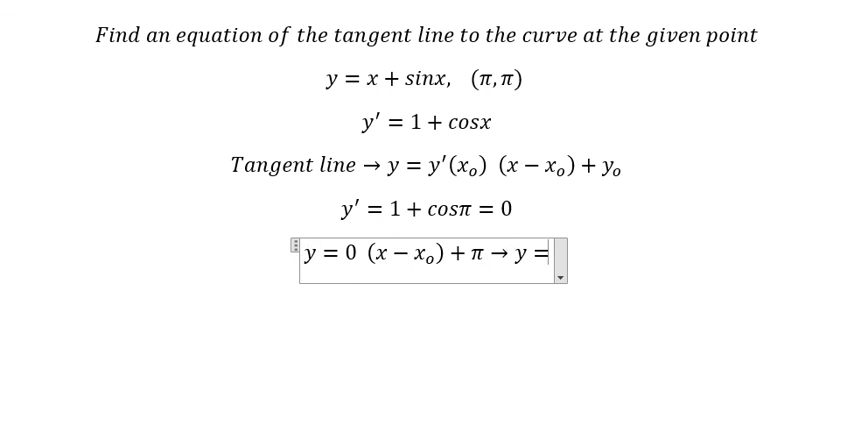 Find an equation of the tangent line to the curve at the given point
y = x + sinx, (π, π)
y′ = 1 + cosx
Tangent line → y = y′(xₒ) (x − xₒ) + yₒ
y′ = 1 + cosπ = 0
y = 0 (x − xₒ) + π → y =